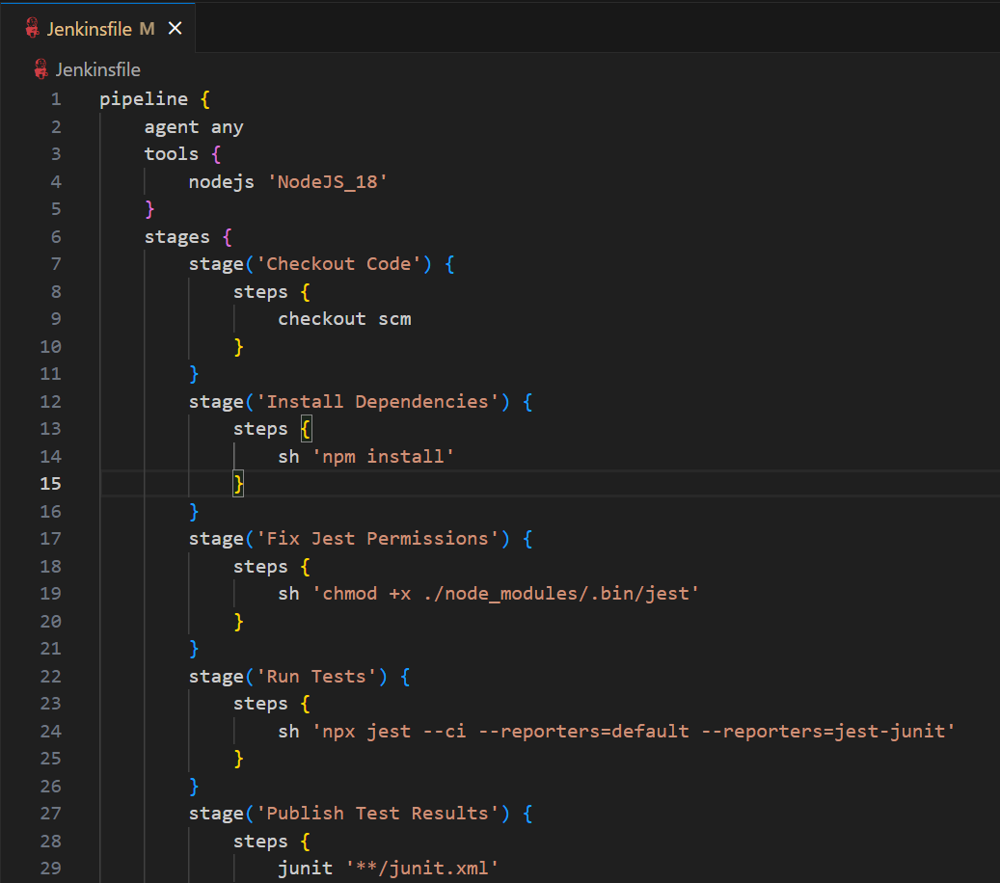 Jenkinsfile M ×
Jenkinsfile
1 pipeline {
2     agent any
3     tools {
4         nodejs 'NodeJS_18'
5     }
6     stages {
7         stage('Checkout Code') {
8             steps {
9                 checkout scm
10             }
11         }
12         stage('Install Dependencies') {
13             steps {
14                 sh 'npm install'
15             }
16         }
17         stage('Fix Jest Permissions') {
18             steps {
19                 sh 'chmod +x ./node_modules/.bin/jest'
20             }
21         }
22         stage('Run Tests') {
23             steps {
24                 sh 'npx jest --ci --reporters=default --reporters=jest-junit'
25             }
26         }
27         stage('Publish Test Results') {
28             steps {
29                 junit '**/junit.xml'